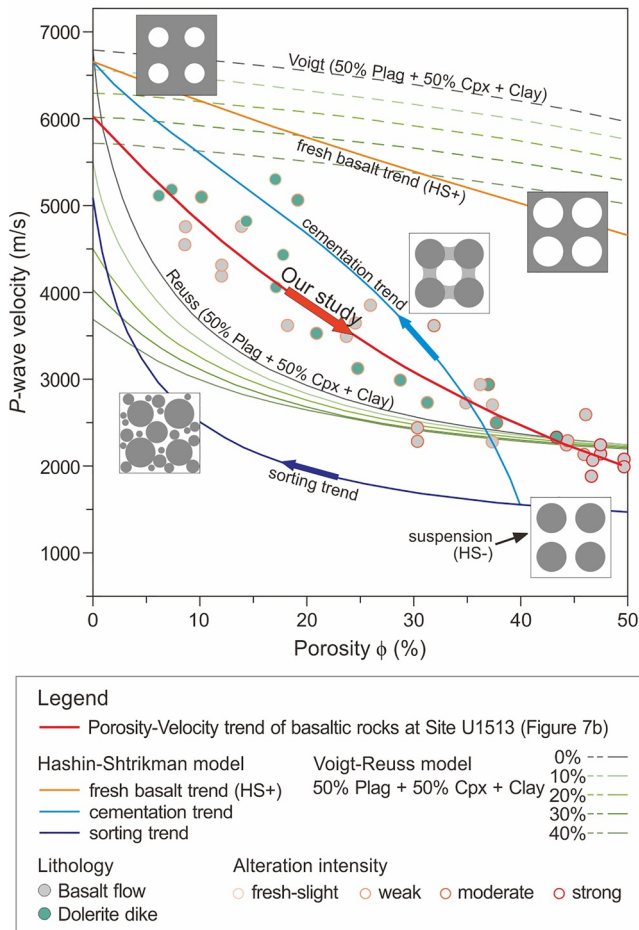 7000
6000
5000
4000
3000
2000
1000
P-wave velocity (m/s)
Voigt (50% Plag + 50% Cpx + Clay)
fresh basalt trend (HS+)
cementation trend
Our study
Reuss (50% Plag + 50% Cpx + Clay)
sorting trend
suspension
(HS-)
0 10 20 30 40 50
Porosity ϕ (%)
Legend
Porosity-Velocity trend of basaltic rocks at Site U1513 (Figure 7b)
Hashin-Shtrikman model
fresh basalt trend (HS+)
cementation trend
sorting trend
Voigt-Reuss model
50% Plag + 50% Cpx + Clay
0%
10%
20%
30%
40%
Lithology
Basalt flow
Dolerite dike
Alteration intensity
fresh-slight weak moderate strong